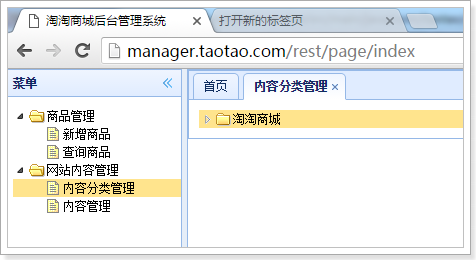 淘淘商城后台管理系统
打开新的标签页
manager.taotao.com/rest/page/index
菜单
首页
内容分类管理
商品管理
新增商品
查询商品
网站内容管理
内容分类管理
内容管理
淘淘商城